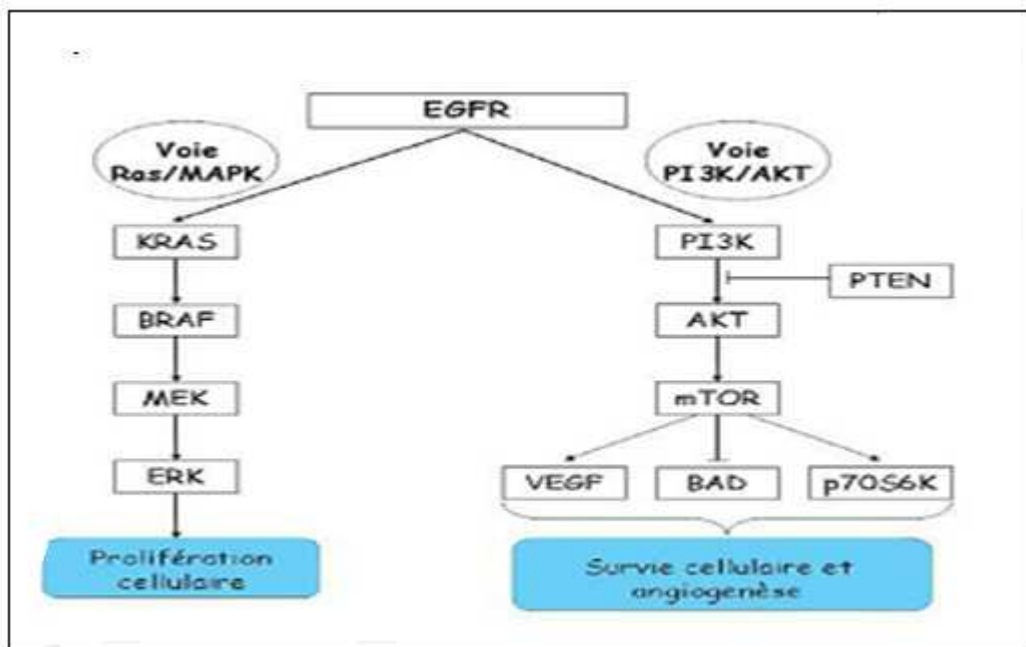 EGFR
Voie
Ras/MAPK
Voie
PI3K/AKT
KRAS
PI3K
PTEN
BRAF
AKT
MEK
mTOR
ERK
VEGF
BAD
p70S6K
Prolifération
cellulaire
Survie cellulaire et
angiogenèse